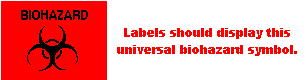 BIOHAZARD
Labels should display this
universal biohazard symbol.